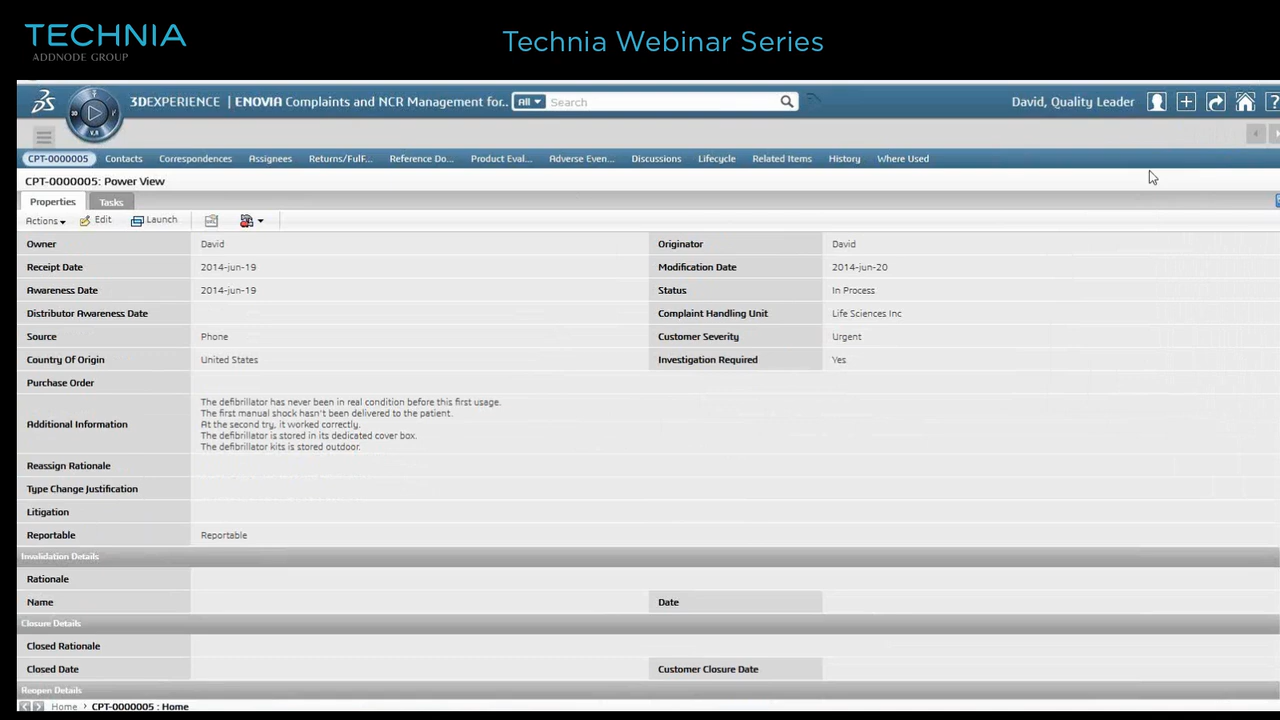 TECHNIA
ADDNODE GROUP
Technia Webinar Series
3DEXPERIENCE | ENOVIA Complaints and NCR Management for..
All
Search
David, Quality Leader
?
3D
V.R
CPT-0000005
Contacts
Correspondences
Assignees
Returns/Fulf...
Reference Do...
Product Eval...
Adverse Even...
Discussions
Lifecycle
Related Items
History
Where Used
CPT-0000005: Power View
Properties
Tasks
Actions
Edit
Launch
Owner
David
Originator
David
Receipt Date
2014-jun-19
Modification Date
2014-jun-20
Awareness Date
2014-jun-19
Status
In Process
Distributor Awareness Date
Complaint Handling Unit
Life Sciences Inc
Source
Phone
Customer Severity
Urgent
Country Of Origin
United States
Investigation Required
Yes
Purchase Order
Additional Information
The defibrillator has never been in real condition before this first usage.
The first manual shock hasn't been delivered to the patient.
At the second try, it worked correctly.
The defibrillator is stored in its dedicated cover box.
The defibrillator kits is stored outdoor.
Reassign Rationale
Type Change Justification
Litigation
Reportable
Reportable
Invalidation Details
Rationale
Name
Date
Closure Details
Closed Rationale
Closed Date
Customer Closure Date
Reopen Details
Home › CPT-0000005 : Home